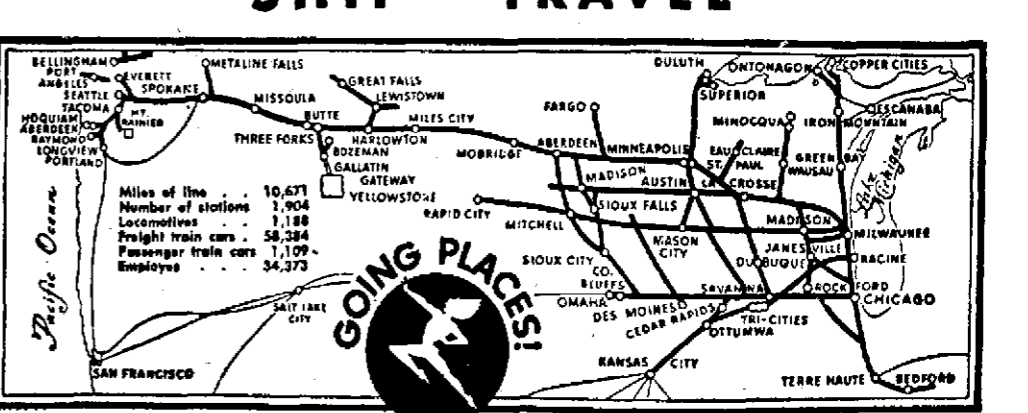 SHIP TRAVEL
BELLINGHAM
PORT
ANGELES
EVERETT
SEATTLE
SPOKANE
TACOMA
MT.
RAINIER
HOQUIAM
ABERDEEN
RAYMOND
LONGVIEW
PORTLAND
METALINE FALLS
MISSOULA
GREAT FALLS
LEWISTOWN
BUTTE
THREE FORKS
HARLOWTON
MILES CITY
BOZEMAN
GALLATIN
GATEWAY
YELLOWSTONE
MOBRIDGE
FARGO
ABERDEEN
MINNEAPOLIS
DULUTH
SUPERIOR
ONTONAGON
COPPER CITIES
MINOCQUA
IRON MOUNTAIN
ESCANABA
EAU CLAIRE
ST. PAUL
GREEN BAY
WAUSAU
Lake
Michigan
MADISON
AUSTIN
LA CROSSE
SIOUX FALLS
RAPID CITY
MITCHELL
MASON
CITY
MADISON
MILWAUKEE
JANESVILLE
RACINE
DUBUQUE
SIOUX CITY
CO.
BLUFFS
OMAHA
DES MOINES
CEDAR RAPIDS
SAVANNA
ROCKFORD
CHICAGO
TRI-CITIES
OTTUMWA
KANSAS CITY
TERRE HAUTE
BEDFORD
Miles of line . . 10,671
Number of stations 1,904
Locomotives . 1,188
Freight train cars . 58,384
Passenger train cars 1,109
Employes . . . 34,373
Pacific Ocean
SALT LAKE
CITY
SAN FRANCISCO
GOING PLACES!